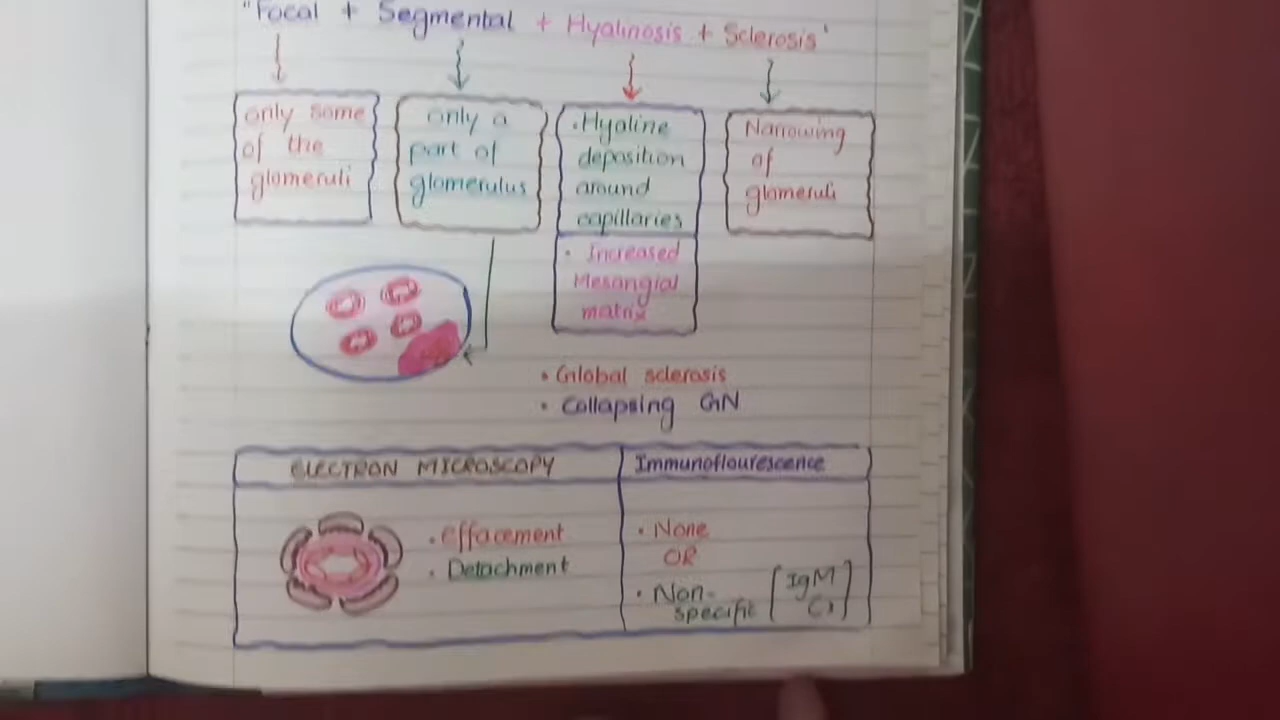 "Focal + Segmental + Hyalinosis + Sclerosis"
only some
of the
glomeruli
only a
part of
glomerulus
• Hyaline
deposition
around
capillaries
• Increased
Mesangial
matrix
Narrowing
of
glomeruli
• Global sclerosis
• Collapsing GN
ELECTRON MICROSCOPY
• effacement
• Detachment
Immunoflourescence
• None
OR
• Non-
specific
[IgM
]